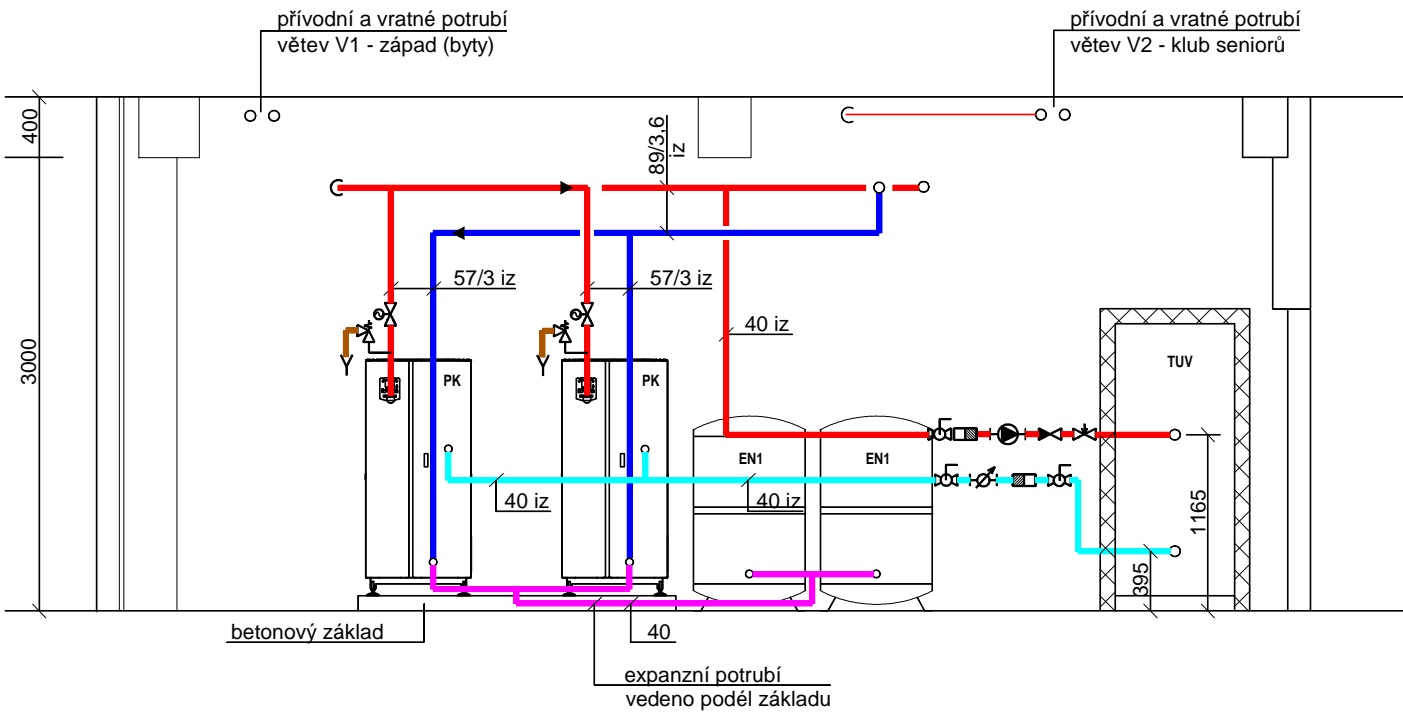 přívodní a vratné potrubí
větev V1 - západ (byty)
přívodní a vratné potrubí
větev V2 - klub seniorů
400
89/3,6
iz
57/3 iz
57/3 iz
40 iz
3000
PK
PK
TUV
EN1
EN1
40 iz
40 iz
1165
395
betonový základ
40
expanzní potrubí
vedeno podél základu